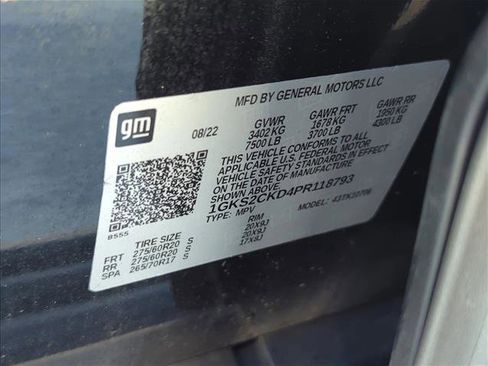 MFD BY GENERAL MOTORS LLC
gm
08/22
GVWR GAWR FRT GAWR RR
3402 KG 1678 KG 1950 KG
7500 LB 3700 LB 4300 LB
THIS VEHICLE CONFORMS TO ALL
APPLICABLE U.S. FEDERAL MOTOR
VEHICLE SAFETY STANDARDS IN EFFECT
ON THE DATE OF MANUFACTURE
SHOWN ABOVE.
1GKS2CKD4PR118793
TYPE: MPV MODEL: 43TK10706
8555
TIRE SIZE RIM
FRT 275/60R20 S 20X9J
RR 275/60R20 S 20X9J
SPA 265/70R17 S 17X8J